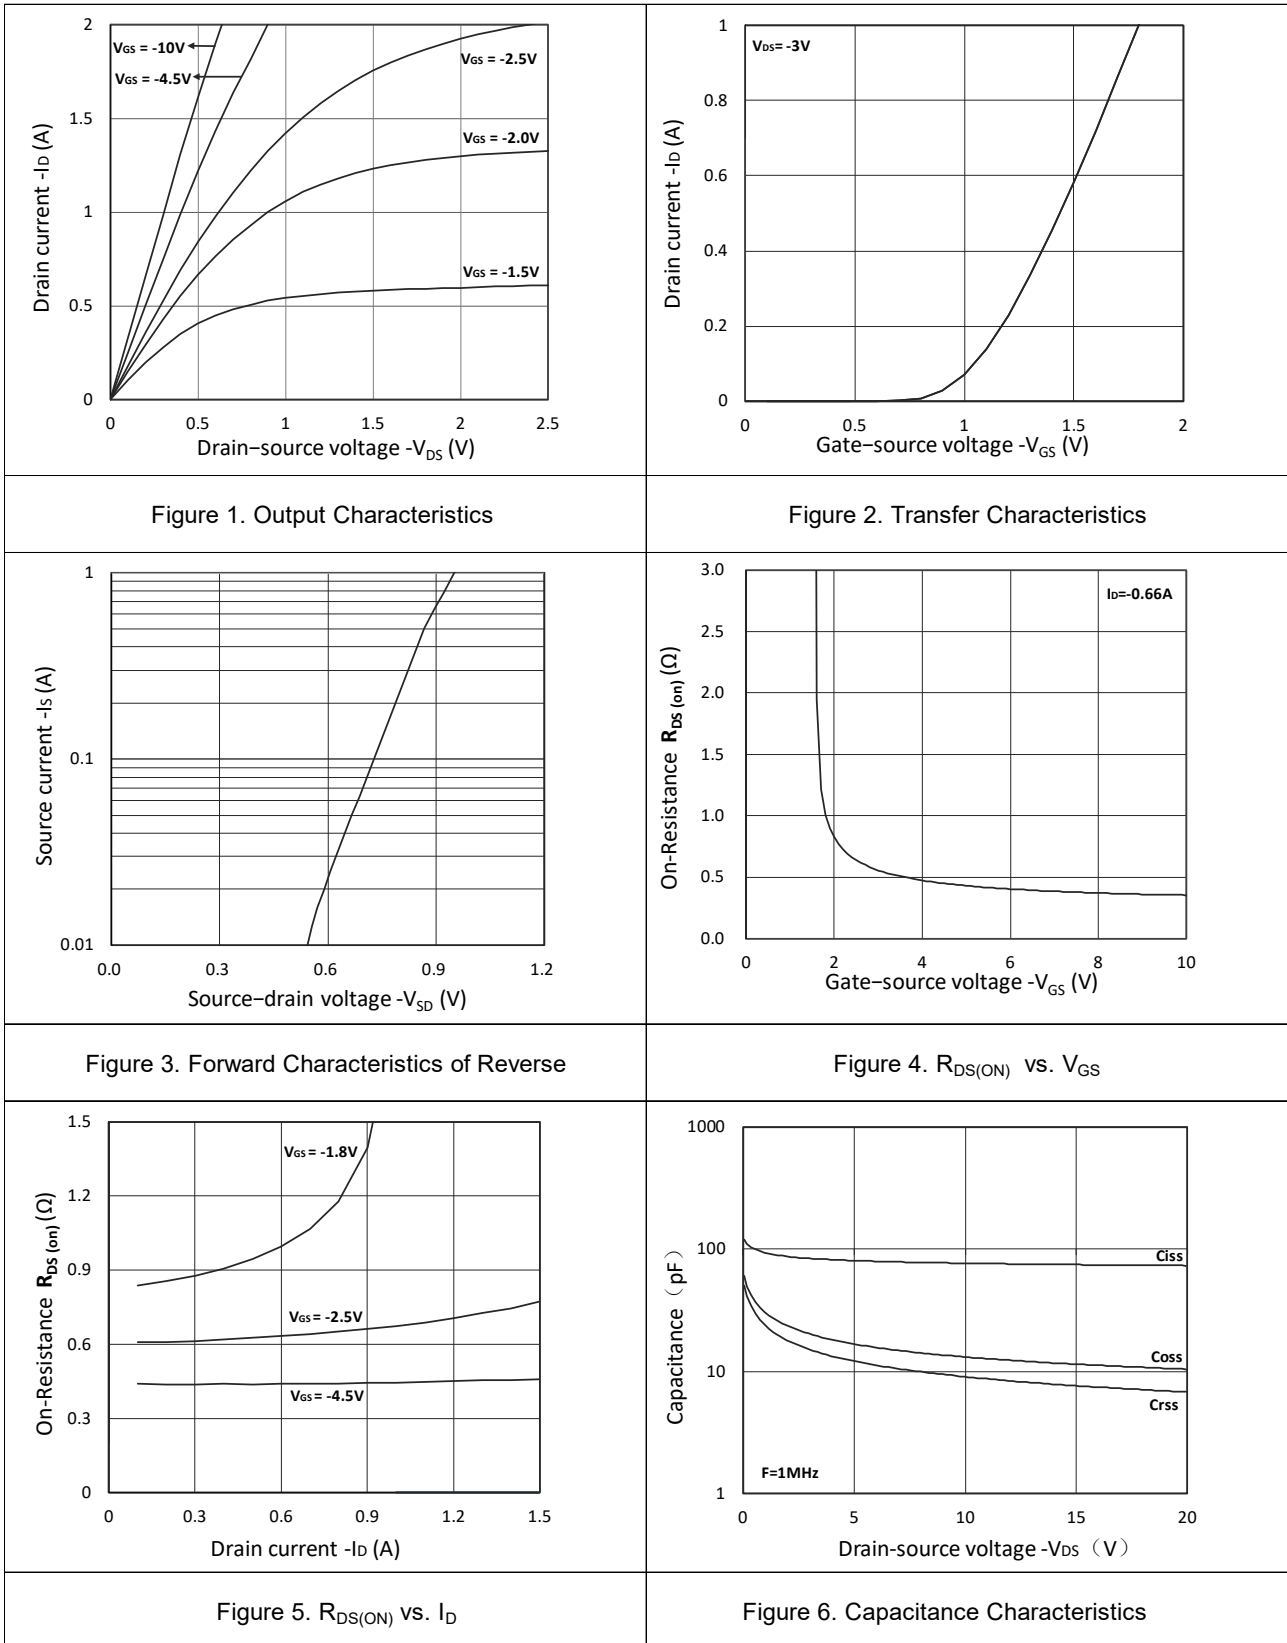 2
1.5
1
0.5
0
0
0.5
1
1.5
2
2.5
VGS = -10V
VGS = -4.5V
VGS = -2.5V
VGS = -2.0V
VGS = -1.5V
Drain current -ID (A)
Drain−source voltage -VDS (V)
Figure 1. Output Characteristics
1
0.8
0.6
0.4
0.2
0
0
0.5
1
1.5
2
VDS= -3V
Drain current -ID (A)
Gate−source voltage -VGS (V)
Figure 2. Transfer Characteristics
1
0.1
0.01
0.0
0.3
0.6
0.9
1.2
Source current -IS (A)
Source−drain voltage -VSD (V)
Figure 3. Forward Characteristics of Reverse
3.0
2.5
2.0
1.5
1.0
0.5
0.0
0
2
4
6
8
10
ID=-0.66A
On-Resistance RDS (on) (Ω)
Gate−source voltage -VGS (V)
Figure 4. RDS(ON) vs. VGS
1.5
1.2
0.9
0.6
0.3
0
0
0.3
0.6
0.9
1.2
1.5
VGS = -1.8V
VGS = -2.5V
VGS = -4.5V
On-Resistance RDS (on) (Ω)
Drain current -ID (A)
Figure 5. RDS(ON) vs. ID
1000
100
10
1
0
5
10
15
20
Ciss
Coss
Crss
F=1MHz
Capacitance（pF）
Drain-source voltage -VDS（V）
Figure 6. Capacitance Characteristics